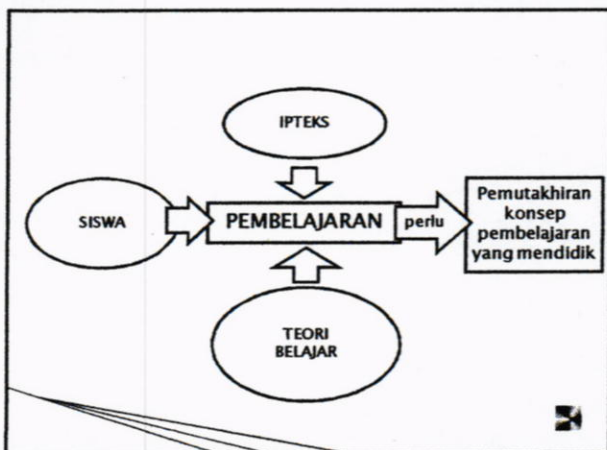 IPTEKS
SISWA
PEMBELAJARAN
perlu
Pemutakhiran
konsep
pembelajaran
yang mendidik
TEORI
BELAJAR